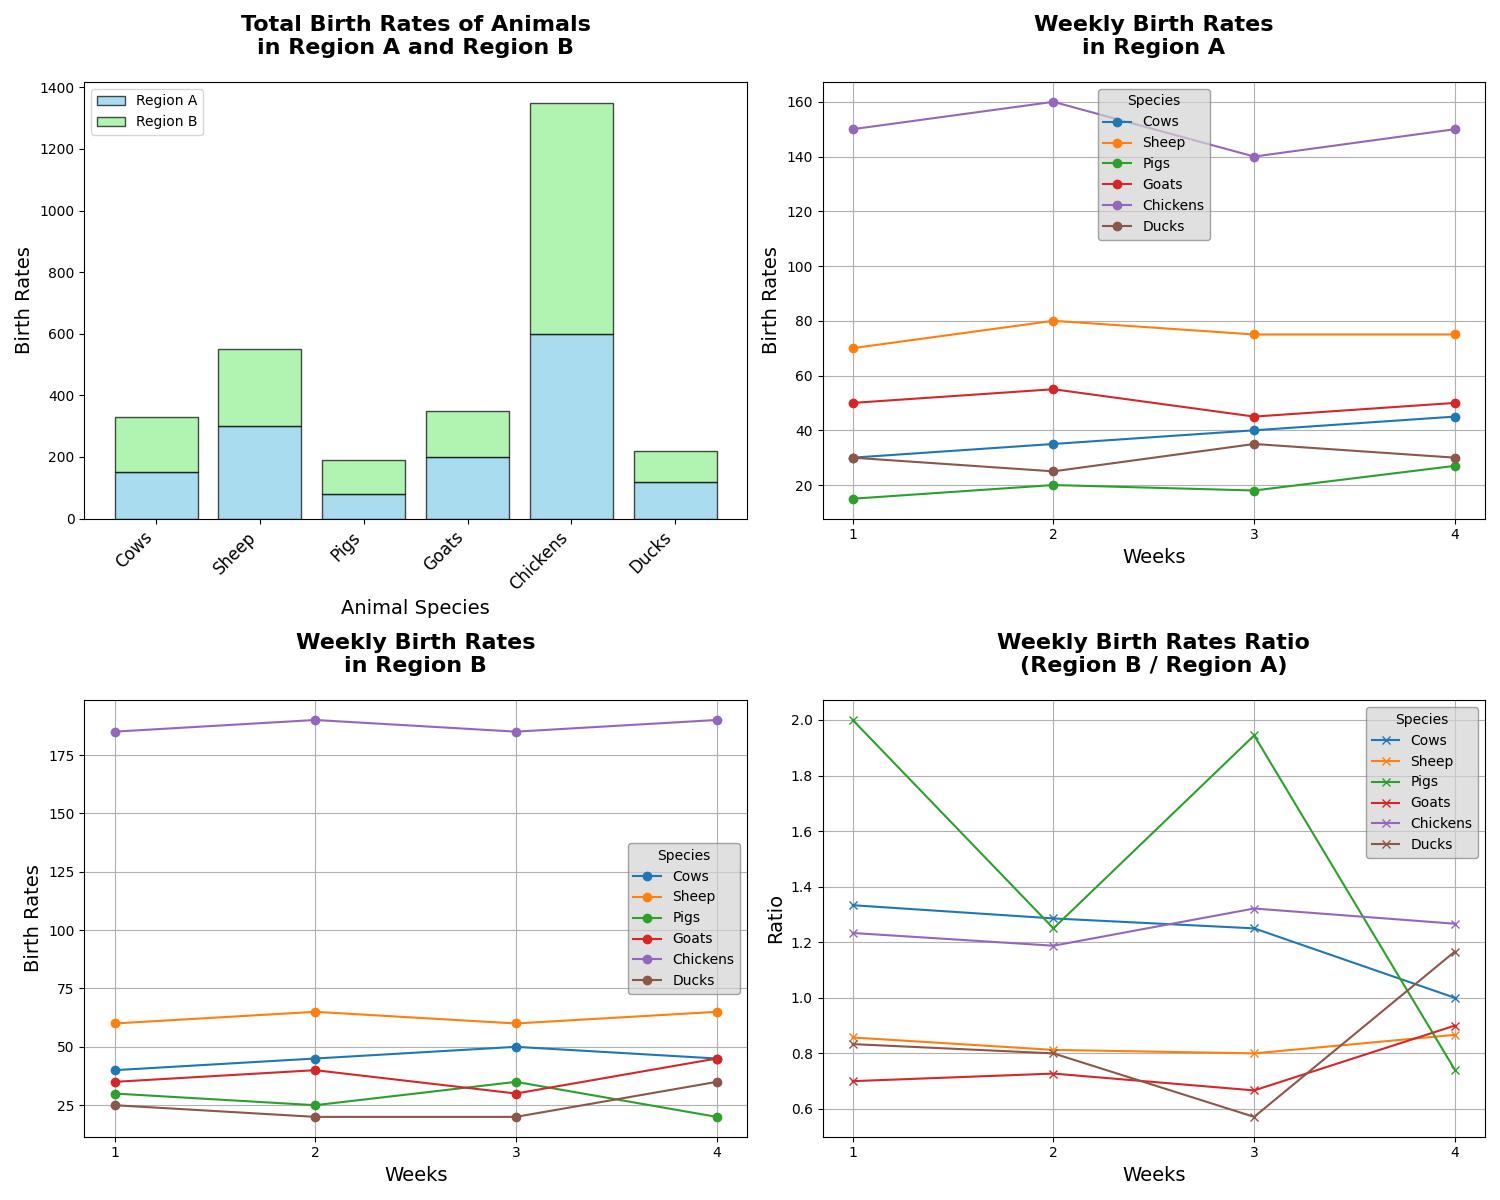 Total Birth Rates of Animals
in Region A and Region B
1400
1200
1000
800
600
400
200
0
Birth Rates
Region A
Region B
Cows
Sheep
Pigs
Goats
Chickens
Ducks
Animal Species
Weekly Birth Rates
in Region A
160
140
120
100
80
60
40
20
Birth Rates
Species
Cows
Sheep
Pigs
Goats
Chickens
Ducks
1 2 3 4
Weeks
Weekly Birth Rates
in Region B
175
150
125
100
75
50
25
Birth Rates
Species
Cows
Sheep
Pigs
Goats
Chickens
Ducks
1 2 3 4
Weeks
Weekly Birth Rates Ratio
(Region B / Region A)
2.0
1.8
1.6
1.4
1.2
1.0
0.8
0.6
Ratio
Species
Cows
Sheep
Pigs
Goats
Chickens
Ducks
1 2 3 4
Weeks